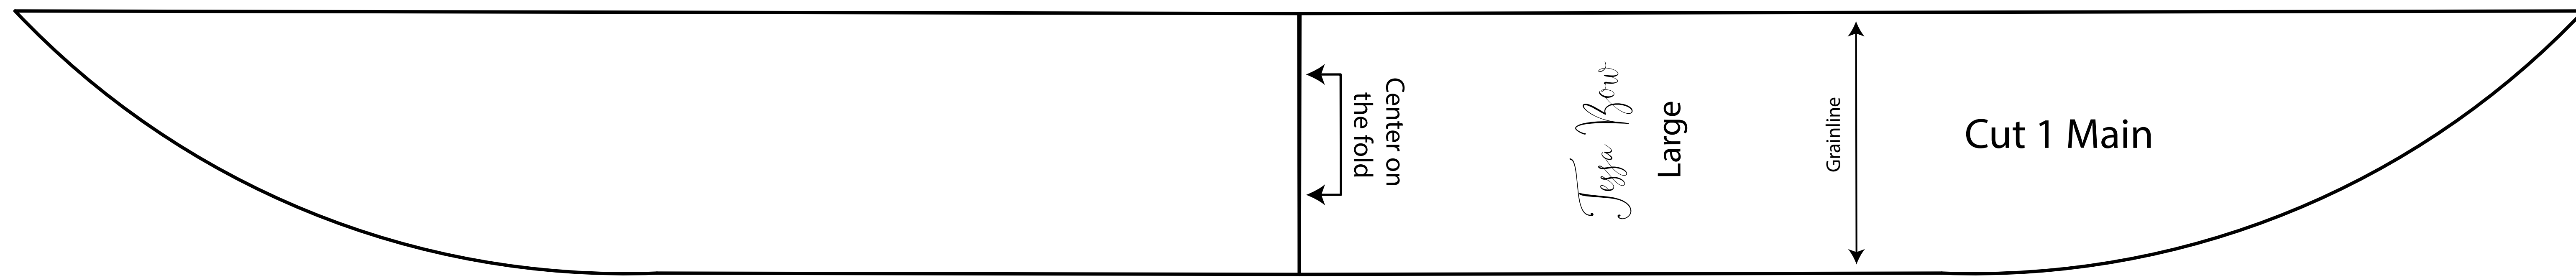 Center on
the fold
Tessa Bow
Large
Grainline
Cut 1 Main